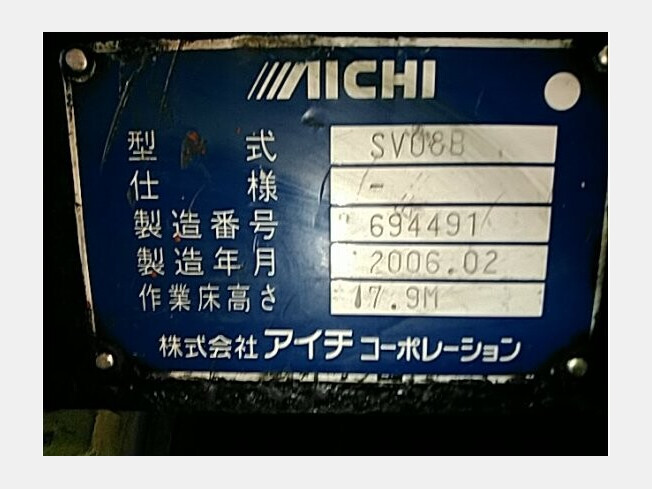 AICHI
型式 SV08B
仕様 -
製造番号 694491
製造年月 2006.02
作業床高さ 17.9M
株式会社 アイチ コーポレーション